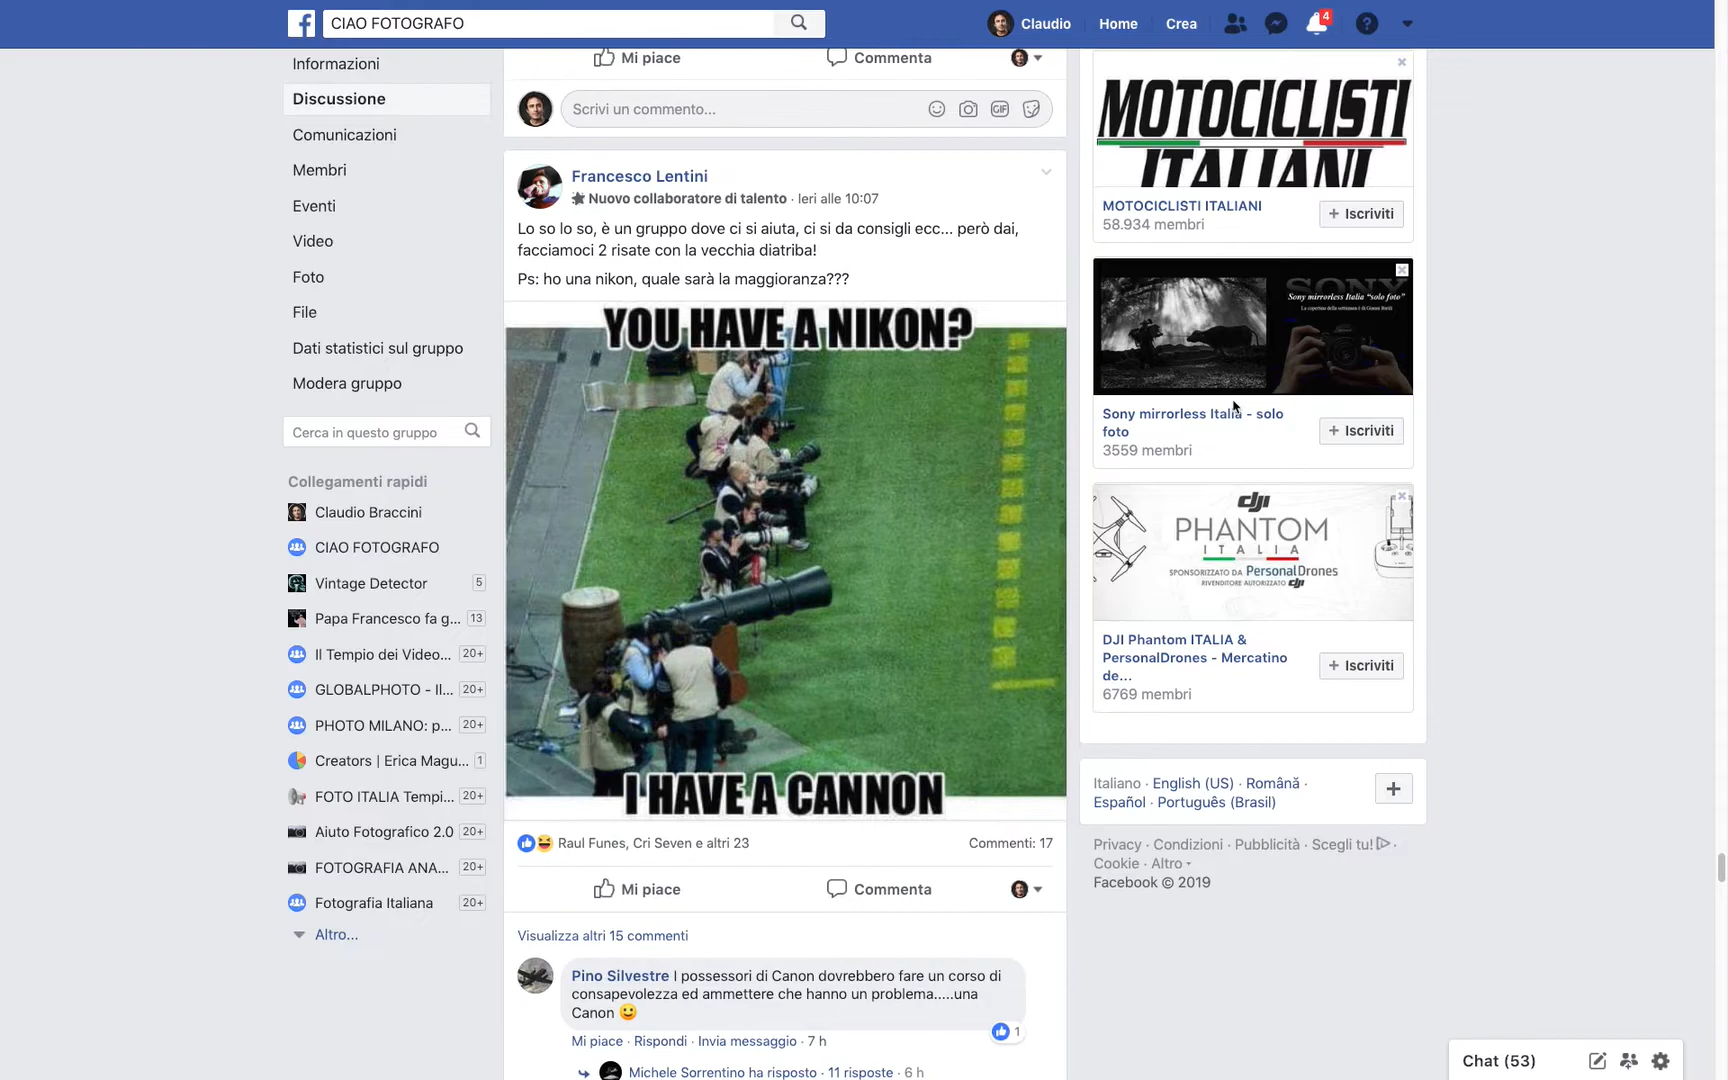 CIAO FOTOGRAFO
Claudio
Home
Crea
4
Informazioni
Discussione
Comunicazioni
Membri
Eventi
Video
Foto
File
Dati statistici sul gruppo
Modera gruppo
Cerca in questo gruppo
Collegamenti rapidi
Claudio Braccini
CIAO FOTOGRAFO
Vintage Detector 5
Papa Francesco fa g... 13
Il Tempio dei Video... 20+
GLOBALPHOTO - Il... 20+
PHOTO MILANO: p... 20+
Creators | Erica Magu... 1
FOTO ITALIA Tempi... 20+
Aiuto Fotografico 2.0 20+
FOTOGRAFIA ANA... 20+
Fotografia Italiana 20+
Altro...
Mi piace
Commenta
Scrivi un commento...
GIF
Francesco Lentini
Nuovo collaboratore di talento · Ieri alle 10:07
Lo so lo so, è un gruppo dove ci si aiuta, ci si da consigli ecc... però dai,
facciamoci 2 risate con la vecchia diatriba!
Ps: ho una nikon, quale sarà la maggioranza???
YOU HAVE A NIKON?
I HAVE A CANNON
Raul Funes, Cri Seven e altri 23
Commenti: 17
Mi piace
Commenta
Visualizza altri 15 commenti
Pino Silvestre I possessori di Canon dovrebbero fare un corso di
consapevolezza ed ammettere che hanno un problema.....una
Canon
1
Mi piace · Rispondi · Invia messaggio · 7 h
Michele Sorrentino ha risposto · 11 risposte · 6 h
MOTOCICLISTI
ITALIANI
MOTOCICLISTI ITALIANI
58.934 membri
+ Iscriviti
SONY
Sony mirrorless Italia "solo foto"
Sony mirrorless Italia - solo
foto
3559 membri
+ Iscriviti
dji
PHANTOM
ITALIA
SPONSORIZZATO DA PersonalDrones
RIVENDITORE AUTORIZZATO dji
DJI Phantom ITALIA &
PersonalDrones - Mercatino
de...
6769 membri
+ Iscriviti
Italiano · English (US) · Română ·
Español · Português (Brasil)
Privacy · Condizioni · Pubblicità · Scegli tu! ·
Cookie · Altro
Facebook © 2019
Chat (53)